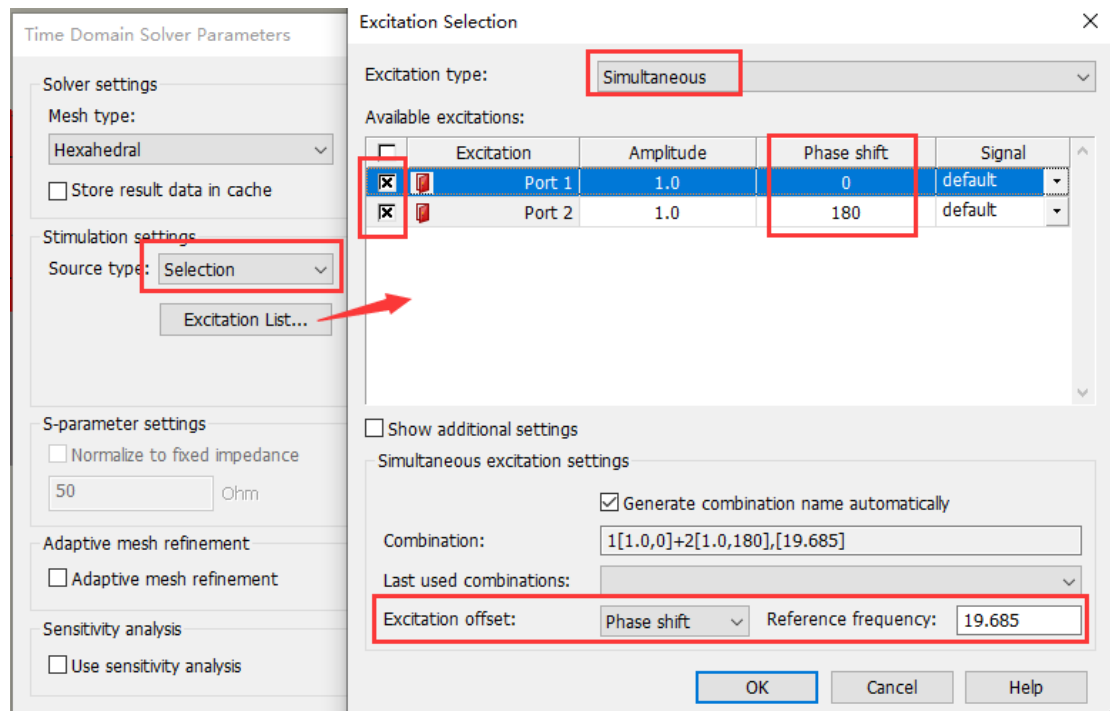 Time Domain Solver Parameters
Solver settings
Mesh type:
Hexahedral
Store result data in cache
Stimulation settings
Source type: Selection
Excitation List...
S-parameter settings
Normalize to fixed impedance
50 Ohm
Adaptive mesh refinement
Adaptive mesh refinement
Sensitivity analysis
Use sensitivity analysis
Excitation Selection
Excitation type: Simultaneous
Available excitations:
Excitation Amplitude Phase shift Signal
Port 1 1.0 0 default
Port 2 1.0 180 default
Show additional settings
Simultaneous excitation settings
Generate combination name automatically
Combination: 1[1.0,0]+2[1.0,180],[19.685]
Last used combinations:
Excitation offset: Phase shift Reference frequency: 19.685
OK Cancel Help